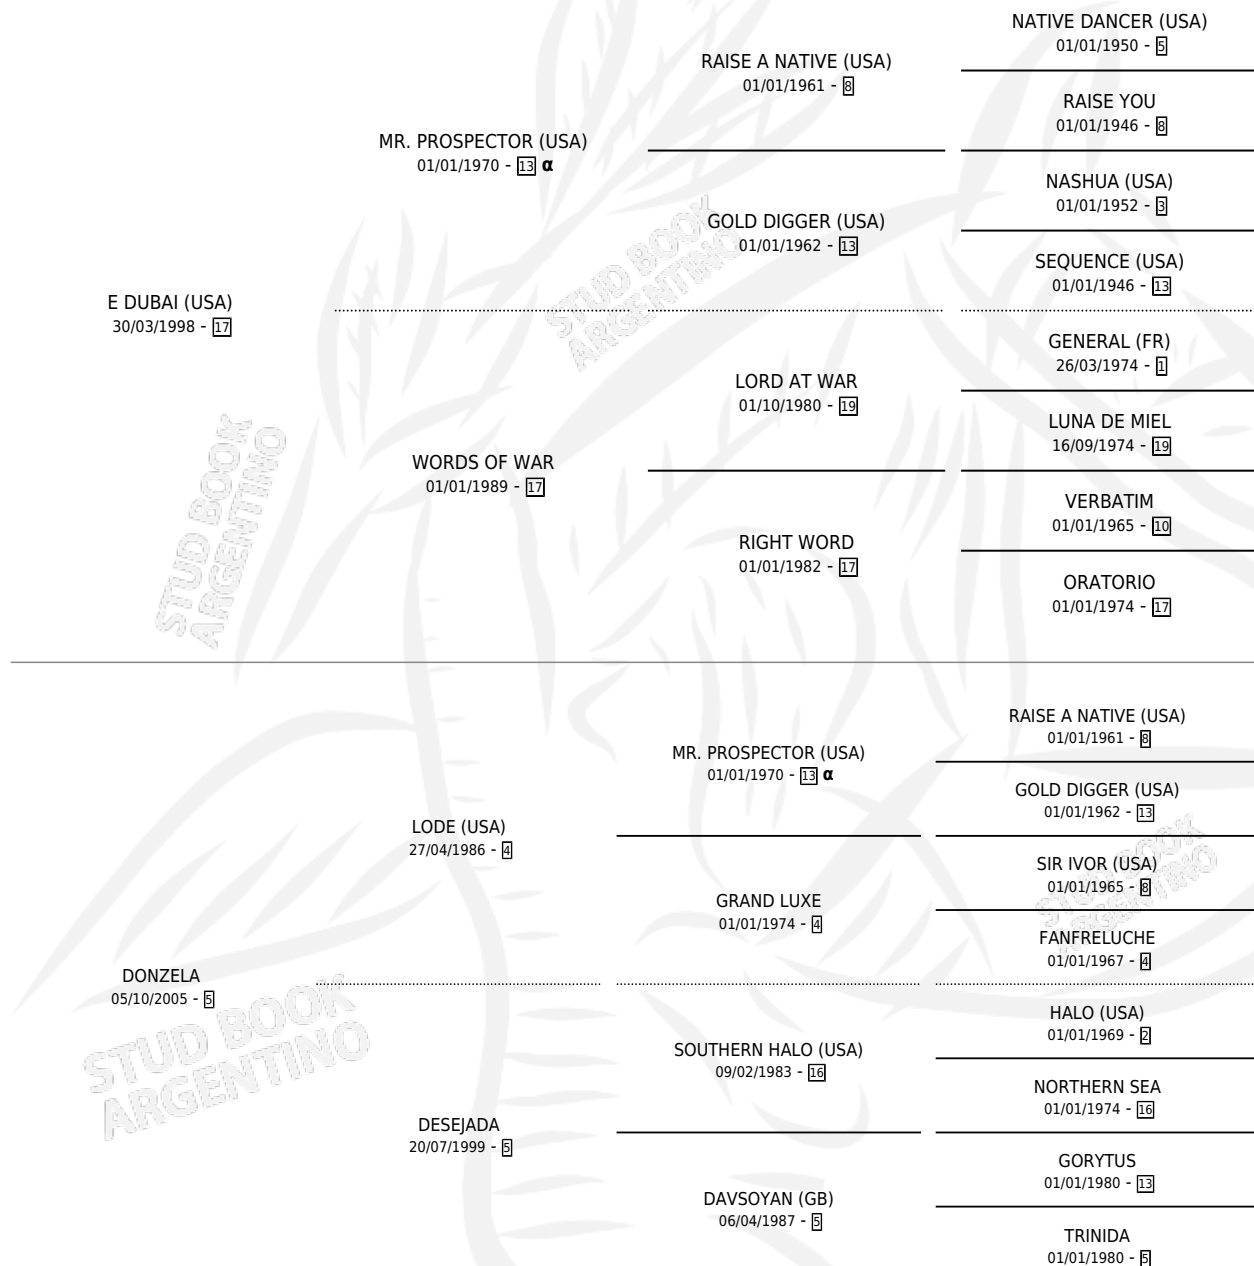 NATIVE DANCER (USA)
01/01/1950 - 5
RAISE A NATIVE (USA)
01/01/1961 - 8
RAISE YOU
01/01/1946 - 8
MR. PROSPECTOR (USA)
01/01/1970 - 13 α
NASHUA (USA)
01/01/1952 - 3
GOLD DIGGER (USA)
01/01/1962 - 13
SEQUENCE (USA)
01/01/1946 - 13
E DUBAI (USA)
30/03/1998 - 17
GENERAL (FR)
26/03/1974 - 1
LORD AT WAR
01/10/1980 - 19
LUNA DE MIEL
16/09/1974 - 19
WORDS OF WAR
01/01/1989 - 17
VERBATIM
01/01/1965 - 10
RIGHT WORD
01/01/1982 - 17
ORATORIO
01/01/1974 - 17
RAISE A NATIVE (USA)
01/01/1961 - 8
MR. PROSPECTOR (USA)
01/01/1970 - 13 α
GOLD DIGGER (USA)
01/01/1962 - 13
LODE (USA)
27/04/1986 - 4
SIR IVOR (USA)
01/01/1965 - 8
GRAND LUXE
01/01/1974 - 4
FANFRELUCHE
01/01/1967 - 4
DONZELA
05/10/2005 - 5
HALO (USA)
01/01/1969 - 2
SOUTHERN HALO (USA)
09/02/1983 - 16
NORTHERN SEA
01/01/1974 - 16
DESEJADA
20/07/1999 - 5
GORYTUS
01/01/1980 - 13
DAVSOYAN (GB)
06/04/1987 - 5
TRINIDA
01/01/1980 - 5
STUD BOOK
ARGENTINO
STUD BOOK
ARGENTINO
STUD BOOK
ARGENTINO
STUD BOOK
ARGENTINO